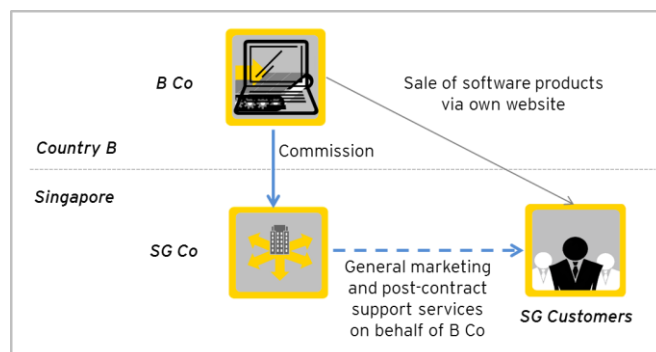 B Co
Sale of software products
via own website
Country B
Commission
Singapore
SG Co
General marketing
and post-contract
support services
on behalf of B Co
SG Customers